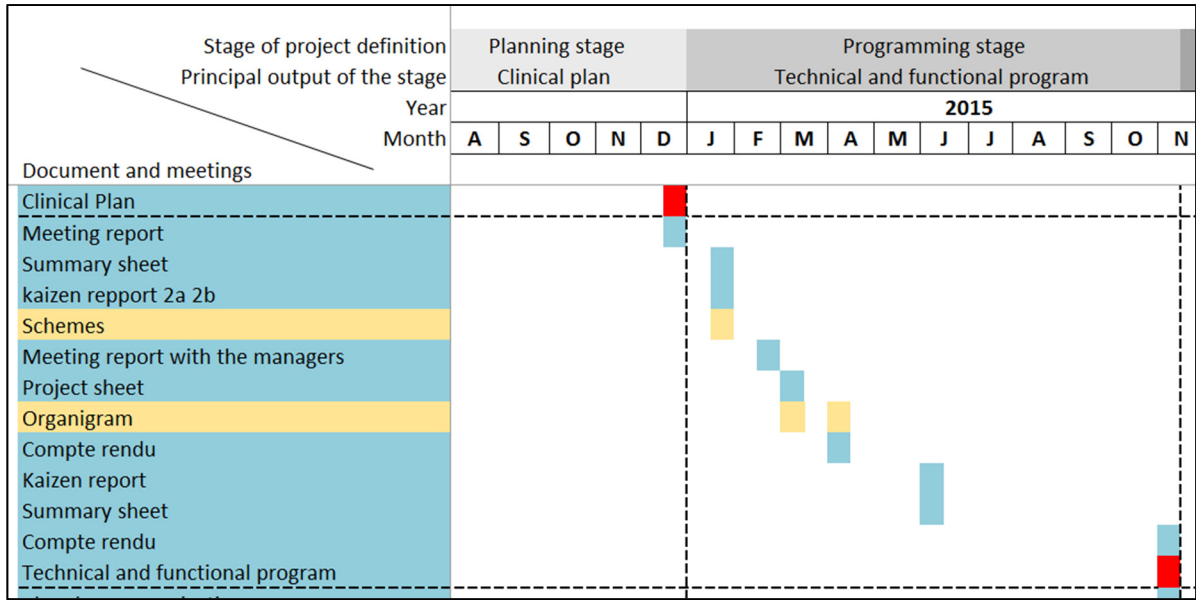 Stage of project definition Planning stage Programming stage
Principal output of the stage Clinical plan Technical and functional program
Year 2015
Month A S O N D J F M A M J J A S O N
Document and meetings
Clinical Plan
Meeting report
Summary sheet
kaizen repport 2a 2b
Schemes
Meeting report with the managers
Project sheet
Organigram
Compte rendu
Kaizen report
Summary sheet
Compte rendu
Technical and functional program